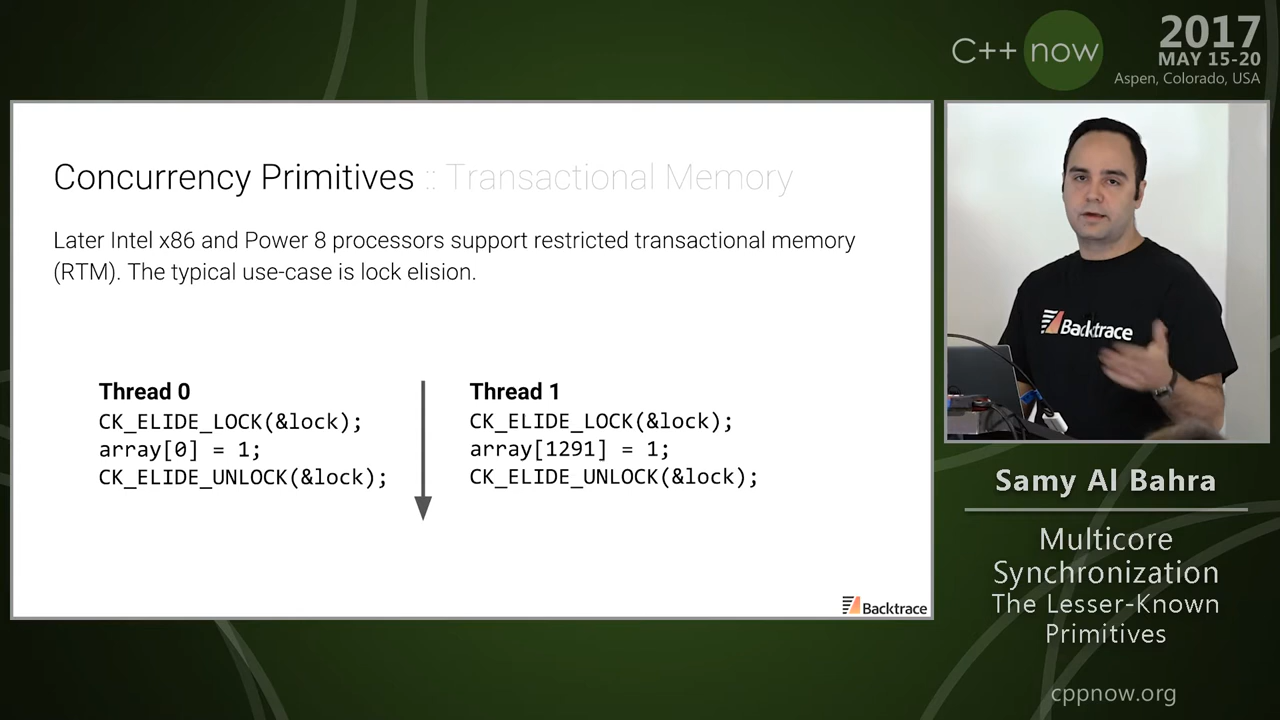 C++ now
2017
MAY 15-20
Aspen, Colorado, USA
Concurrency Primitives :: Transactional Memory
Later Intel x86 and Power 8 processors support restricted transactional memory
(RTM). The typical use-case is lock elision.
Thread 0
CK_ELIDE_LOCK(&lock);
array[0] = 1;
CK_ELIDE_UNLOCK(&lock);
Thread 1
CK_ELIDE_LOCK(&lock);
array[1291] = 1;
CK_ELIDE_UNLOCK(&lock);
Backtrace
Backtrace
Samy Al Bahra
Multicore
Synchronization
The Lesser-Known
Primitives
cppnow.org